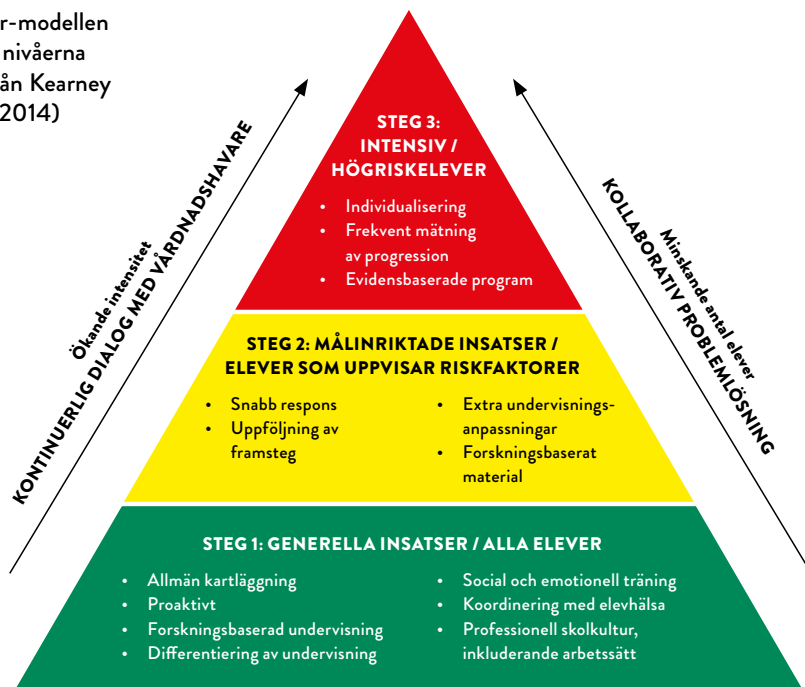 r-modellen
nivåerna
ån Kearney
2014)
Ökande intensitet
KONTINUERLIG DIALOG MED VÅRDNADSHAVARE
Minskande antal elever
KOLLABORATIV PROBLEMLÖSNING
STEG 3:
INTENSIV /
HÖGRISKELEVER
• Individualisering
• Frekvent mätning
av progression
• Evidensbaserade program
STEG 2: MÅLINRIKTADE INSATSER /
ELEVER SOM UPPVISAR RISKFAKTORER
• Snabb respons
• Uppföljning av
framsteg
• Extra undervisnings-
anpassningar
• Forskningsbaserat
material
STEG 1: GENERELLA INSATSER / ALLA ELEVER
• Allmän kartläggning
• Proaktivt
• Forskningsbaserad undervisning
• Differentiering av undervisning
• Social och emotionell träning
• Koordinering med elevhälsa
• Professionell skolkultur,
inkluderande arbetssätt